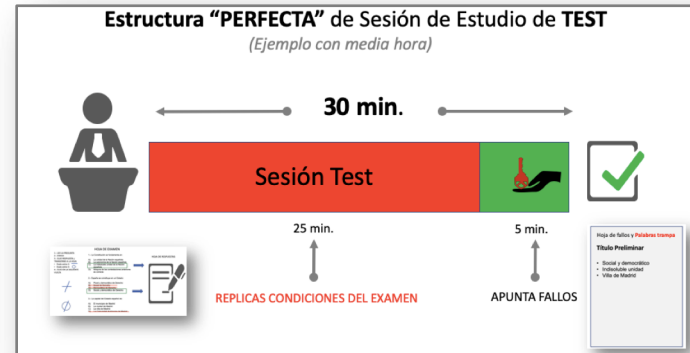 Estructura “PERFECTA” de Sesión de Estudio de TEST
(Ejemplo con media hora)
30 min.
Sesión Test
25 min.
5 min.
HOJA DE EXAMEN
REPLICAS CONDICIONES DEL EXAMEN
APUNTA FALLOS
Hoja de fallos y Palabras trampa
Título Preliminar
• Social y democrático
• Indisoluble unidad
• Villa de Madrid